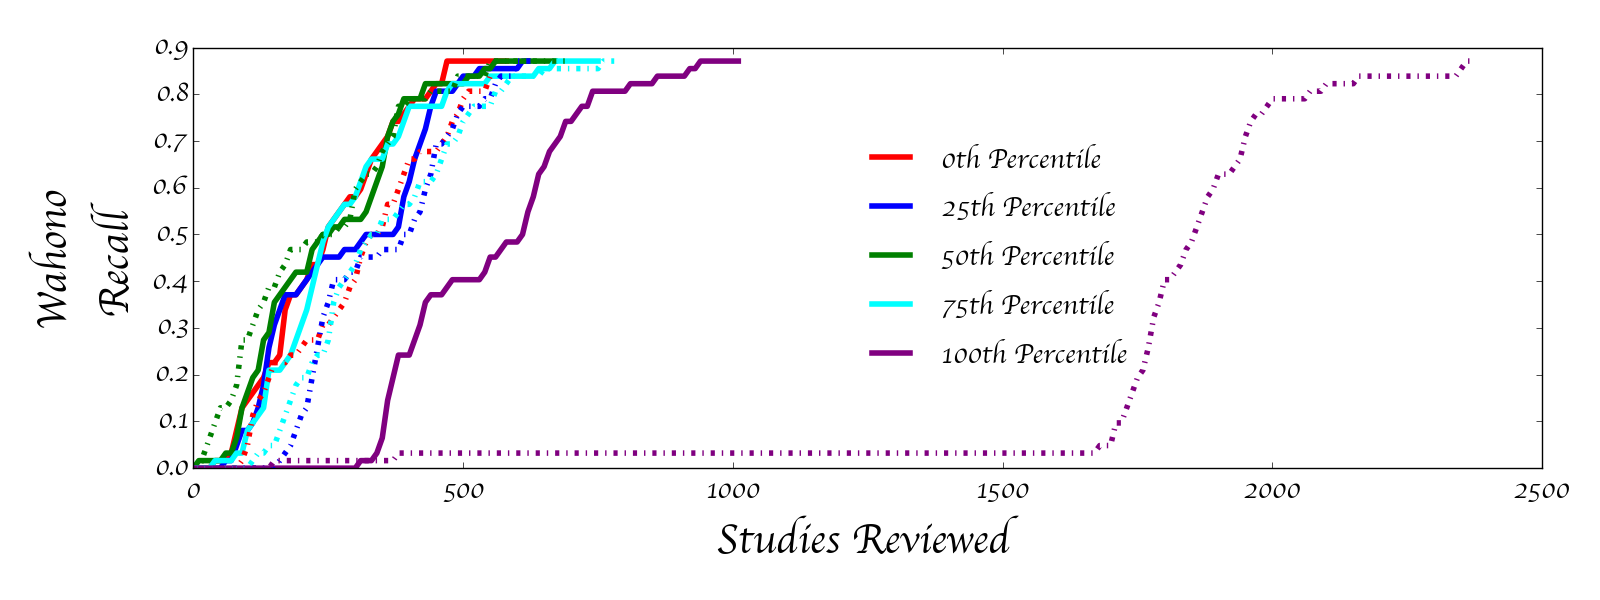 Wahono
Recall
0.9
0.8
0.7
0.6
0.5
0.4
0.3
0.2
0.1
0.0
0th Percentile
25th Percentile
50th Percentile
75th Percentile
100th Percentile
0 500 1000 1500 2000 2500
Studies Reviewed